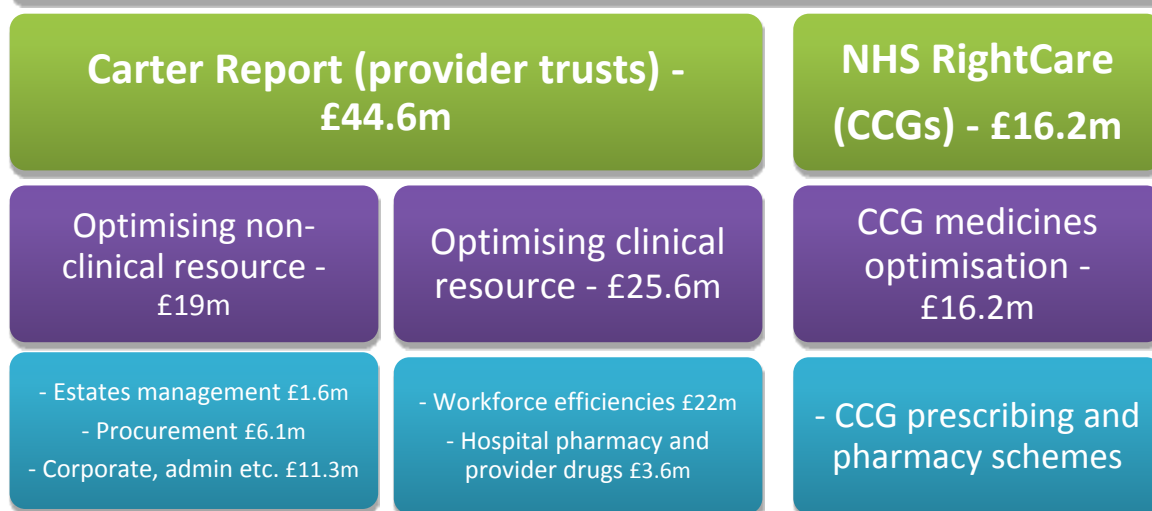 Carter Report (provider trusts) -
£44.6m
NHS RightCare
(CCGs) - £16.2m
Optimising non-
clinical resource -
£19m
Optimising clinical
resource - £25.6m
CCG medicines
optimisation -
£16.2m
- Estates management £1.6m
- Procurement £6.1m
- Corporate, admin etc. £11.3m
- Workforce efficiencies £22m
- Hospital pharmacy and
provider drugs £3.6m
- CCG prescribing and
pharmacy schemes